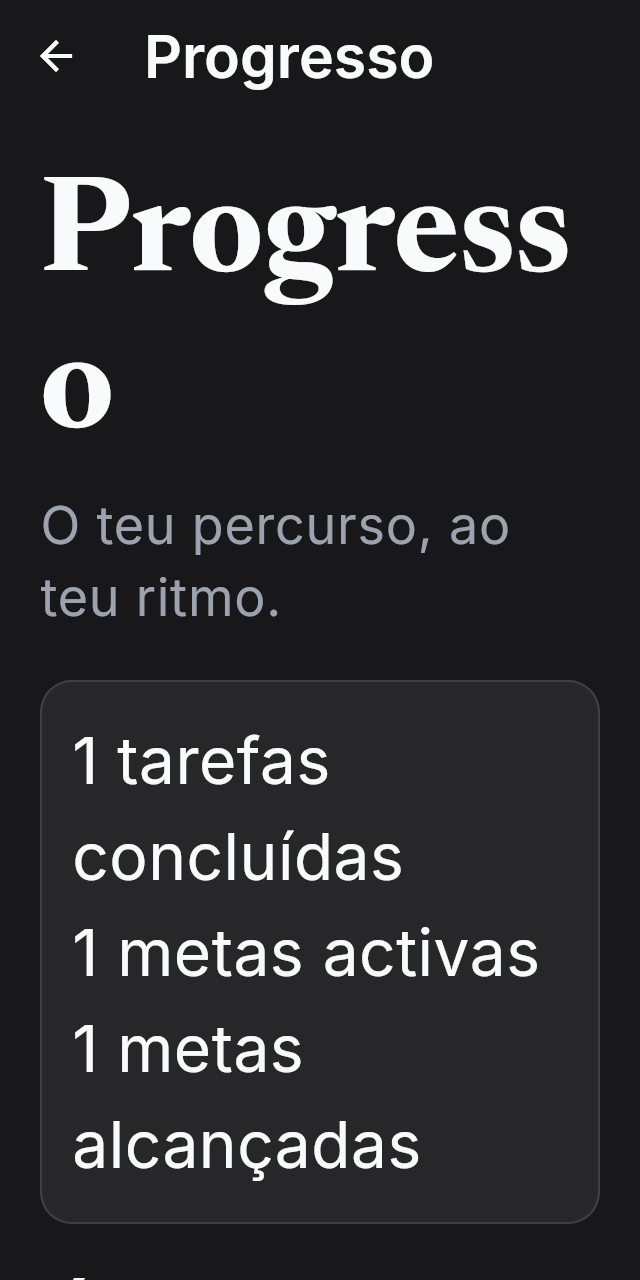 Progresso
Progress
o
O teu percurso, ao
teu ritmo.
1 tarefas
concluídas
1 metas activas
1 metas
alcançadas